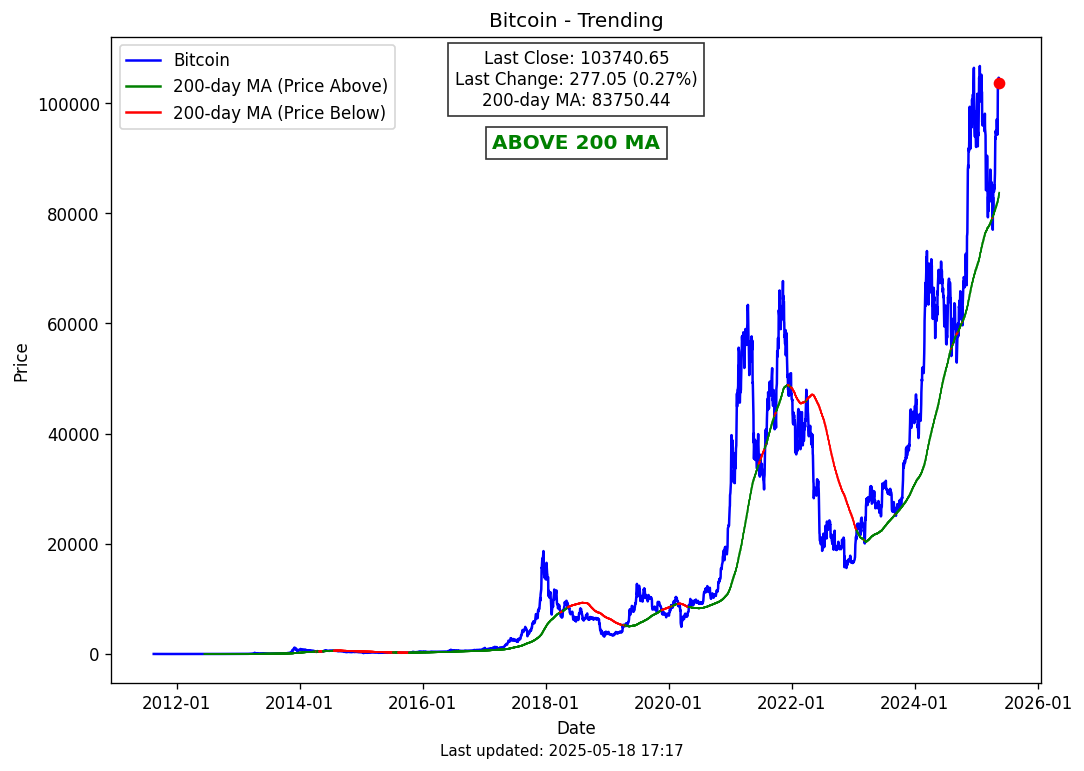 Bitcoin - Trending
Bitcoin
200-day MA (Price Above)
200-day MA (Price Below)
Last Close: 103740.65
Last Change: 277.05 (0.27%)
200-day MA: 83750.44
ABOVE 200 MA
Price
100000
80000
60000
40000
20000
0
2012-01 2014-01 2016-01 2018-01 2020-01 2022-01 2024-01 2026-01
Date
Last updated: 2025-05-18 17:17